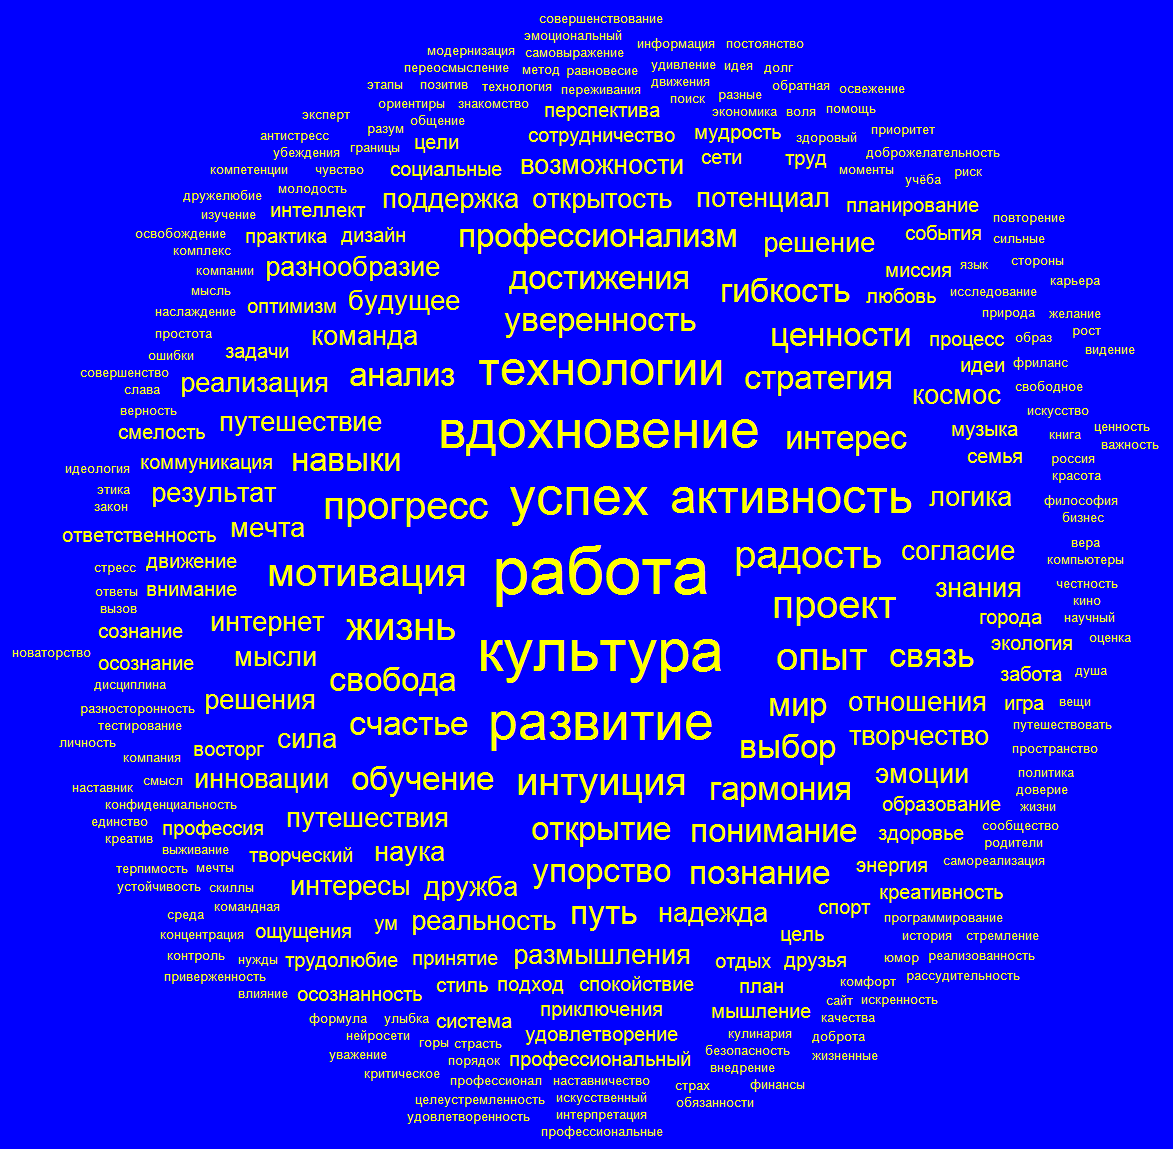 совершенствование
эмоциональный
модернизация самовыражение информация постоянство
переосмысление метод равновесие удивление идея долг
этапы позитив технология переживания движения обратная освежение
ориентиры знакомство перспектива поиск разные экономика воля помощь
эксперт общение
антистресс разум цели сотрудничество мудрость здоровый приоритет
убеждения границы социальные возможности сети труд доброжелательность
компетенции чувство моменты учёба риск
дружелюбие молодость поддержка открытость потенциал планирование
изучение интеллект повторение
освобождение практика дизайн профессионализм решение события сильные
комплекс
компании разнообразие достижения миссия язык стороны
мысль будущее гибкость любовь исследование карьера
наслаждение оптимизм уверенность природа желание
простота команда ценности процесс образ рост
ошибки задачи идеи фриланс видение
совершенство реализация анализ технологии стратегия космос свободное
слава
верность путешествие искусство
смелость вдохновение интерес музыка книга ценность
важность
идеология коммуникация навыки семья россия
красота
этика результат прогресс успех активность логика философия
закон бизнес
ответственность мечта
вера
стресс движение радость согласие компьютеры
ответы внимание мотивация работа знания честность
вызов проект кино
сознание интернет жизнь города научный
новаторство осознание мысли культура опыт связь экология оценка
дисциплина свобода забота душа
разносторонность решения мир отношения игра вещи
тестирование счастье развитие путешествовать
личность восторг сила выбор творчество пространство
компания
наставник смысл инновации обучение интуиция гармония эмоции политика
доверие
конфиденциальность образование жизни
единство профессия путешествия открытие понимание здоровье сообщество
креатив родители
выживание творческий наука
терпимость мечты упорство познание энергия самореализация
устойчивость скиллы интересы дружба креативность
среда командная ум реальность путь надежда спорт программирование
концентрация ощущения цель история стремление
контроль нужды трудолюбие принятие размышления отдых друзья юмор реализованность
приверженность рассудительность
влияние осознанность стиль подход спокойствие план комфорт
сайт искренность
формула улыбка система приключения мышление качества
нейросети горы страсть удовлетворение кулинария доброта
уважение порядок профессиональный безопасность жизненные
критическое внедрение
профессионал наставничество страх финансы
целеустремленность искусственный обязанности
удовлетворенность интерпретация
профессиональные